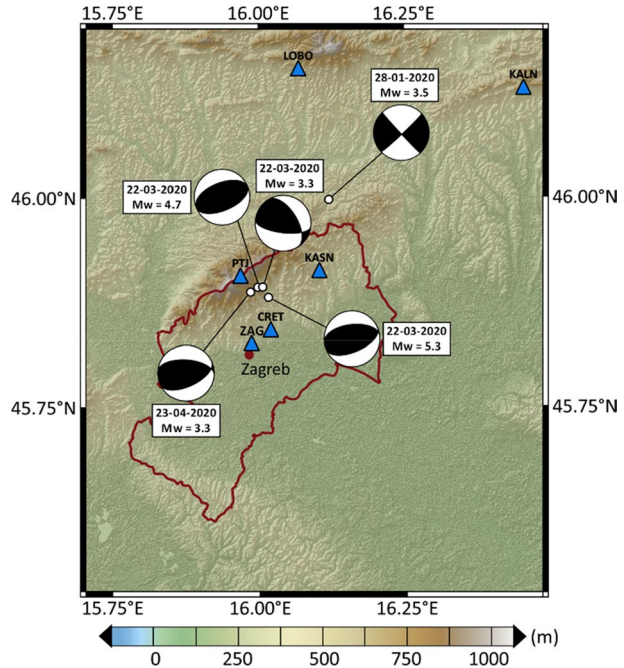 15.75°E 16.00°E 16.25°E
LOBO
28-01-2020
Mw = 3.5
KALN
22-03-2020
Mw = 3.3
22-03-2020
Mw = 4.7
46.00°N
46.00°N
PTJ
KASN
CRET
ZAG
22-03-2020
Mw = 5.3
Zagreb
23-04-2020
Mw = 3.3
45.75°N
45.75°N
15.75°E 16.00°E 16.25°E
(m)
0 250 500 750 1000